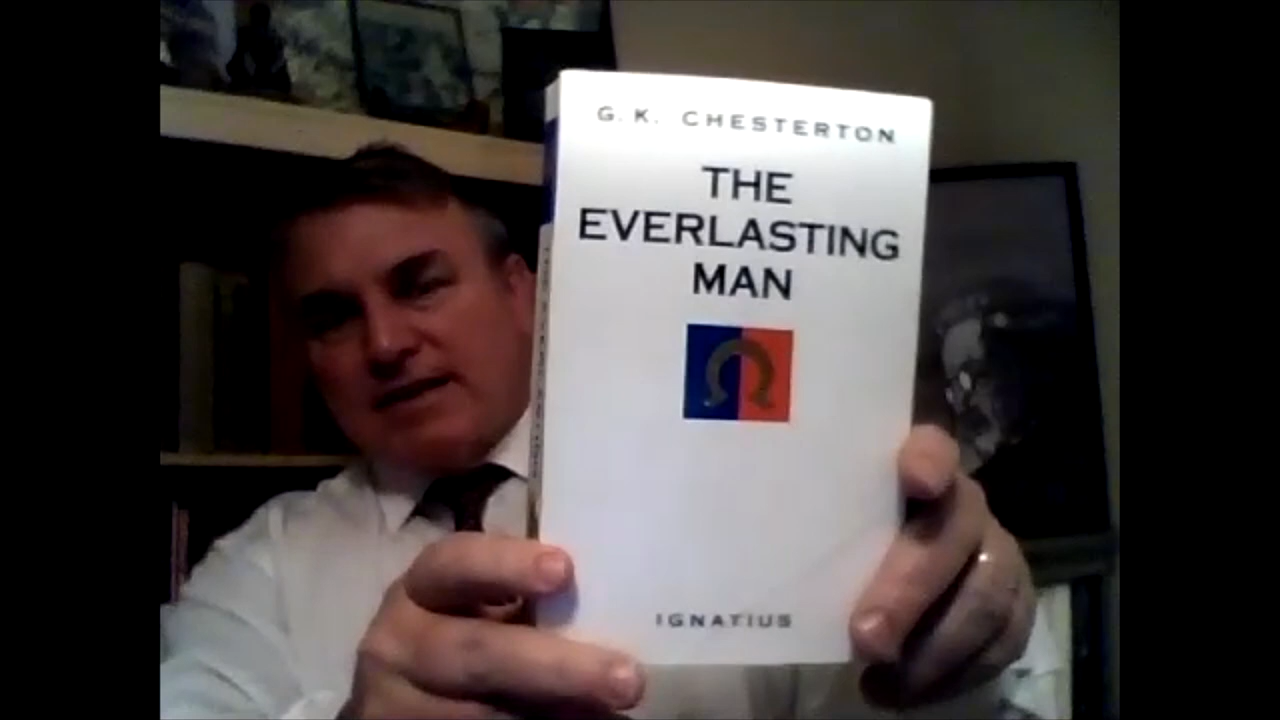 G. K. CHESTERTON
THE
EVERLASTING
MAN
IGNATIUS